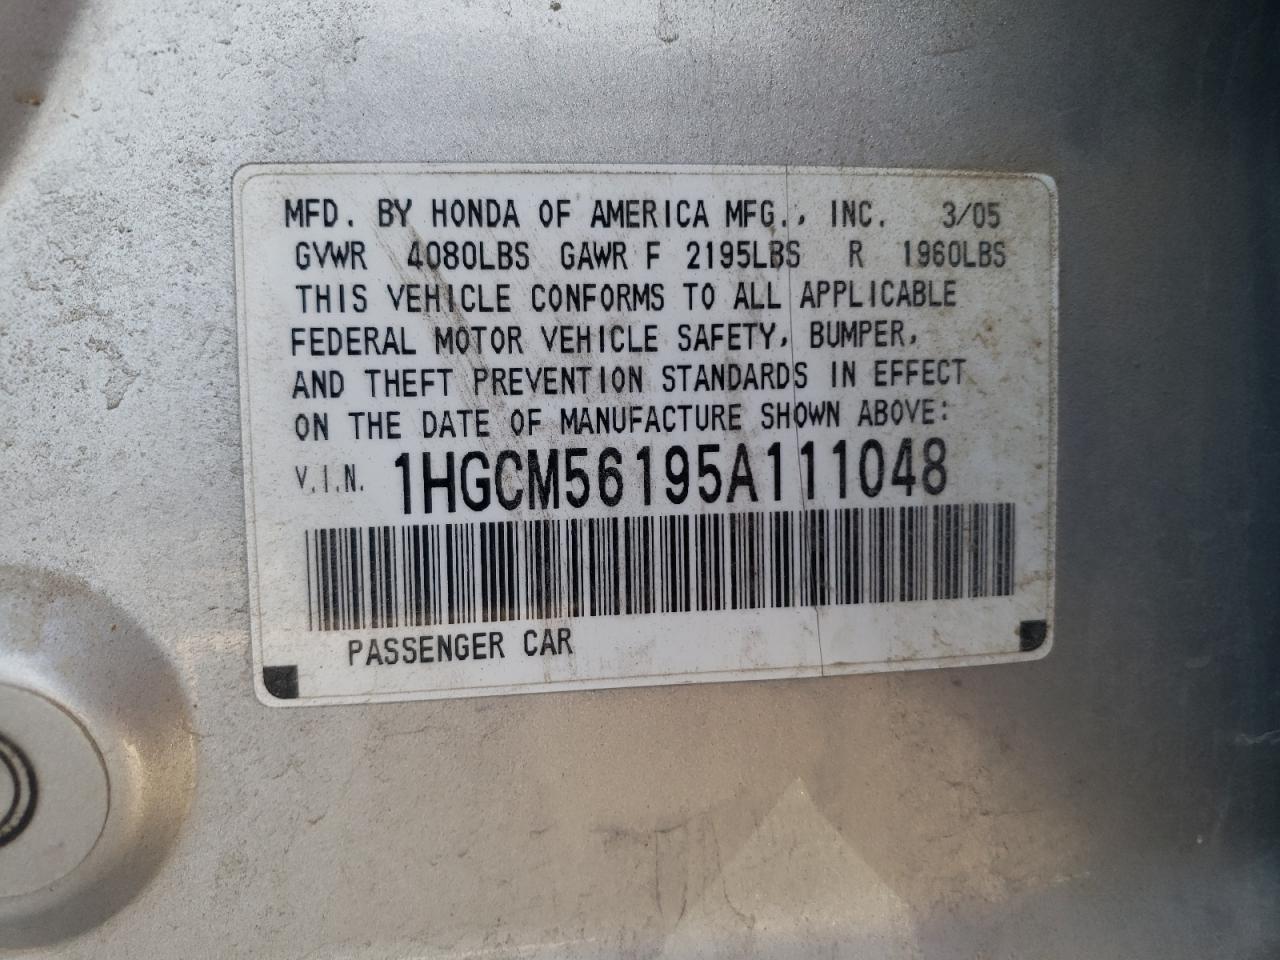 MFD. BY HONDA OF AMERICA MFG., INC. 3/05
GVWR 4080LBS GAWR F 2195LBS R 1960LBS
THIS VEHICLE CONFORMS TO ALL APPLICABLE
FEDERAL MOTOR VEHICLE SAFETY, BUMPER,
AND THEFT PREVENTION STANDARDS IN EFFECT
ON THE DATE OF MANUFACTURE SHOWN ABOVE:
V.I.N. 1HGCM56195A111048
PASSENGER CAR